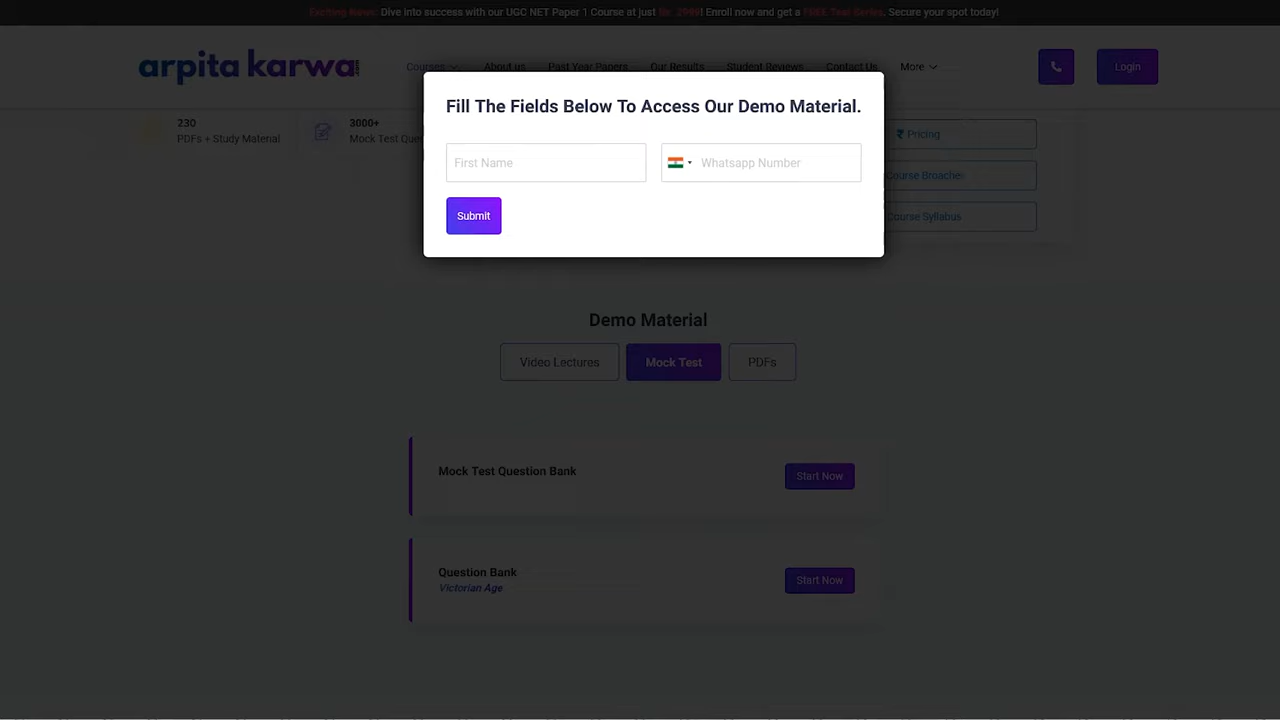 Exciting News: Dive into success with our UGC NET Paper 1 Course at just Rs. 2999! Enroll now and get a FREE Test Series. Secure your spot today!
arpita karwa .com
Courses About us Past Year Papers Our Results Student Reviews Contact Us More Login
Fill The Fields Below To Access Our Demo Material.
230
PDFs + Study Material
3000+
Mock Test
First Name
Whatsapp Number
Submit
₹ Pricing
Course Broacher
Course Syllabus
Demo Material
Video Lectures Mock Test PDFs
Mock Test Question Bank
Start Now
Question Bank
Victorian Age
Start Now